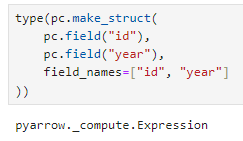 type(pc.make_struct(
    pc.field("id"),
    pc.field("year"),
    field_names=["id", "year"]
))
pyarrow._compute.Expression